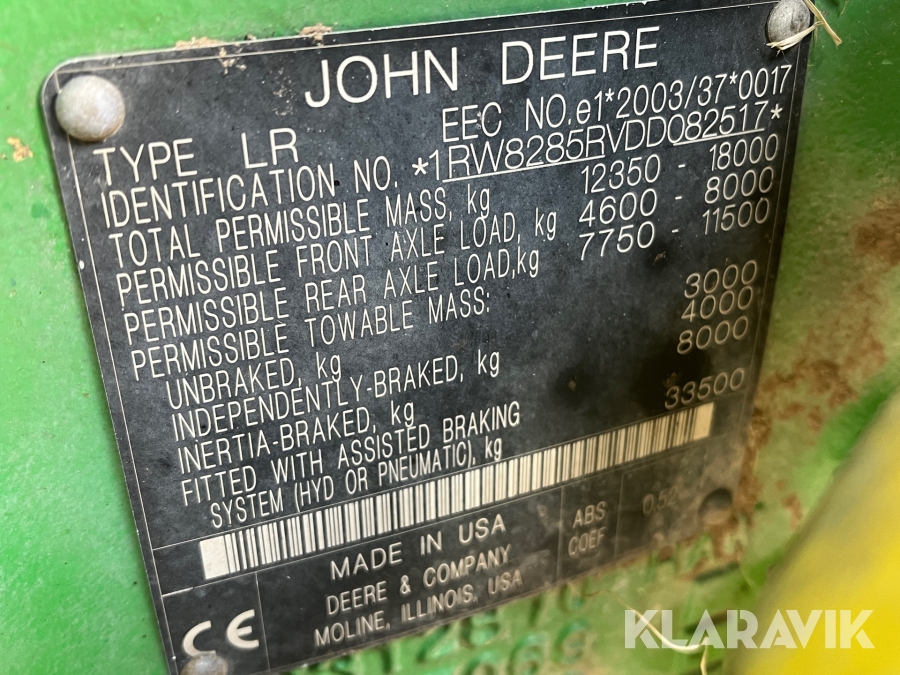 JOHN DEERE
TYPE LR EEC NO. e1*2003/37*0017
IDENTIFICATION NO. *1RW8285RVDD082517*
TOTAL PERMISSIBLE MASS, kg 12350 - 18000
PERMISSIBLE FRONT AXLE LOAD, kg 4600 - 8000
PERMISSIBLE REAR AXLE LOAD,kg 7750 - 11500
PERMISSIBLE TOWABLE MASS:
UNBRAKED, kg 3000
INDEPENDENTLY-BRAKED, kg 4000
INERTIA-BRAKED, kg 8000
FITTED WITH ASSISTED BRAKING
SYSTEM (HYD OR PNEUMATIC), kg 33500
MADE IN USA
DEERE & COMPANY
MOLINE, ILLINOIS, USA
ABS
COEF
CE
KLARAVIK